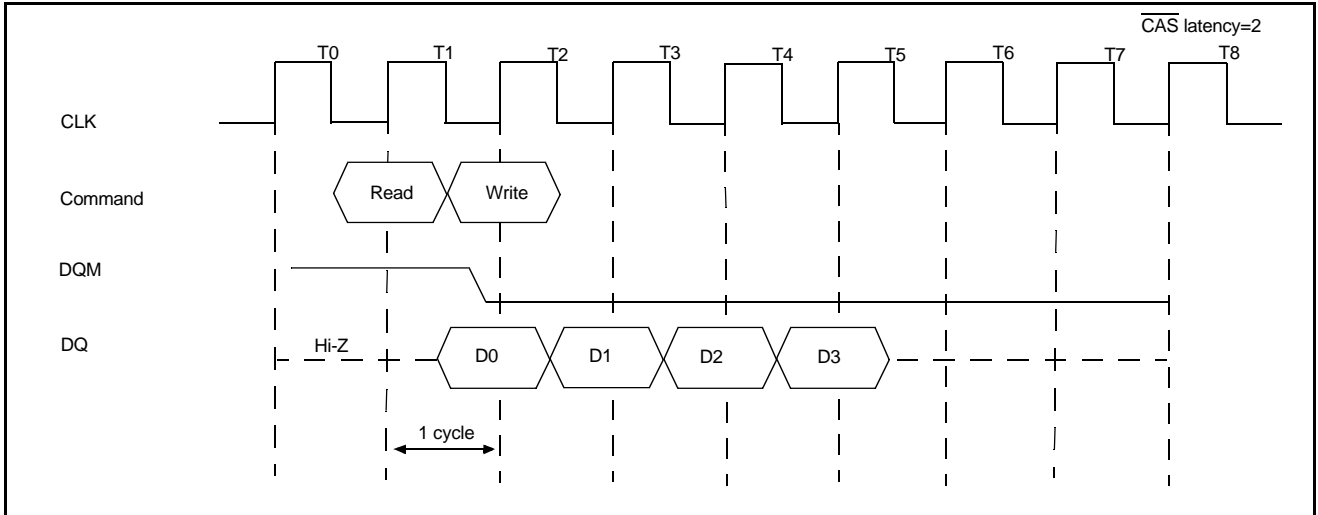 CAS latency=2
T0 T1 T2 T3 T4 T5 T6 T7 T8
CLK
Command Read Write
DQM
DQ Hi-Z D0 D1 D2 D3
1 cycle